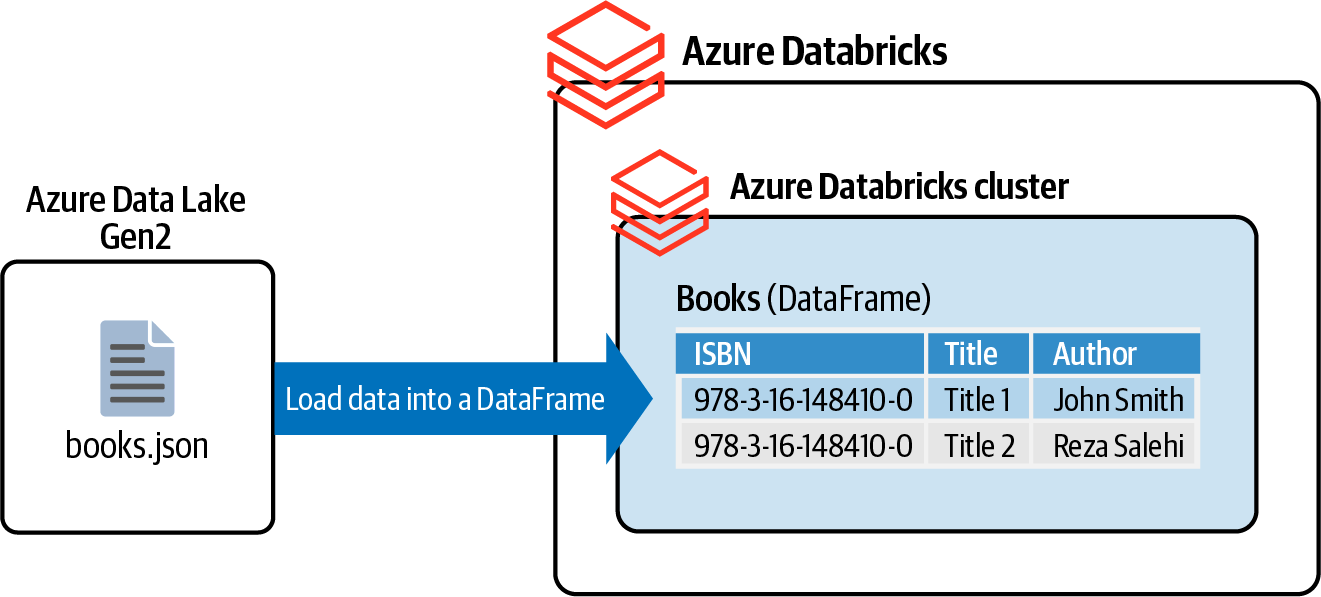 Azure Databricks
Azure Databricks cluster
Azure Data Lake
Gen2
books.json
Load data into a DataFrame
Books (DataFrame)
ISBN Title Author
978-3-16-148410-0 Title 1 John Smith
978-3-16-148410-0 Title 2 Reza Salehi